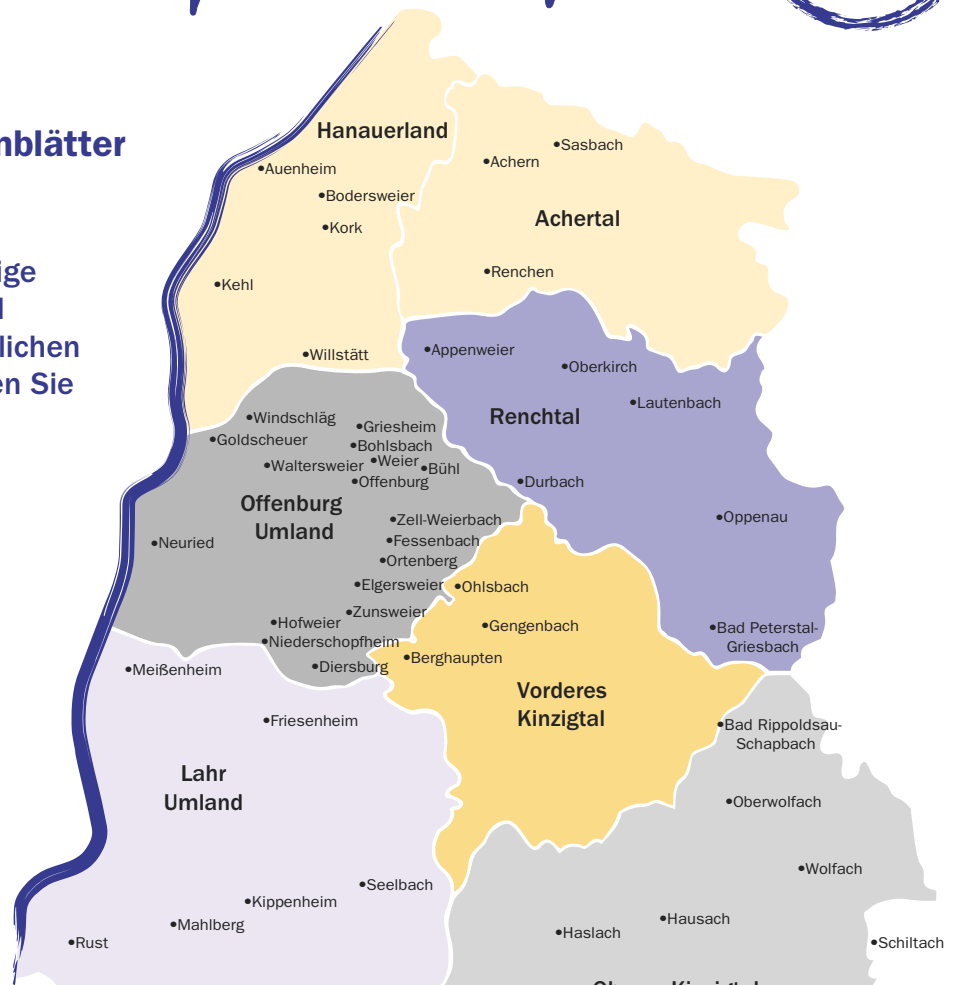 nblätter
ige
lichen
en Sie
Hanauerland
•Auenheim
•Bodersweier
•Kork
•Kehl
•Willstätt
•Sasbach
•Achern
Achertal
•Renchen
•Appenweier
•Oberkirch
•Lautenbach
Renchtal
•Durbach
•Oppenau
•Bad Peterstal-
Griesbach
•Windschläg
•Goldscheuer
•Griesheim
•Bohlsbach
•Waltersweier
•Weier
•Bühl
•Offenburg
Offenburg
Umland
•Zell-Weierbach
•Fessenbach
•Neuried
•Ortenberg
•Elgersweier
•Zunsweier
•Hofweier
•Niederschopfheim
•Diersburg
•Ohlsbach
•Gengenbach
•Berghaupten
Vorderes
Kinzigtal
•Meißenheim
•Friesenheim
Lahr
Umland
•Seelbach
•Kippenheim
•Mahlberg
•Rust
•Bad Rippoldsau-
Schapbach
•Oberwolfach
•Wolfach
•Hausach
•Haslach
•Schiltach